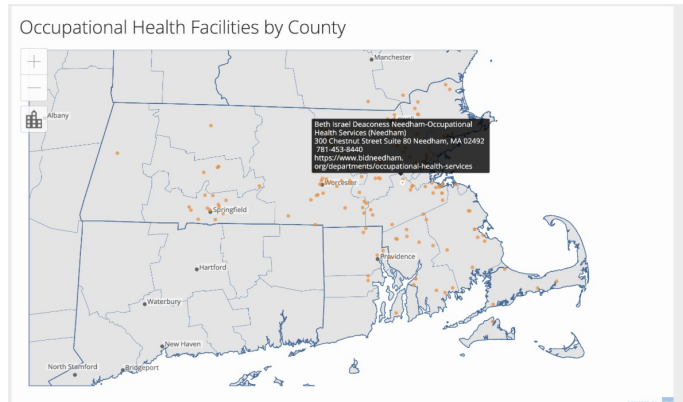 Occupational Health Facilities by County
Manchester
Albany
Beth Israel Deaconess Needham-Occupational
Health Services (Needham)
300 Chestnut Street Suite 80 Needham, MA 02492
781-453-8440
https://www.bidneedham.
org/departments/occupational-health-services
Worcester
Springfield
Providence
Hartford
Waterbury
New Haven
North Stamford
Bridgeport